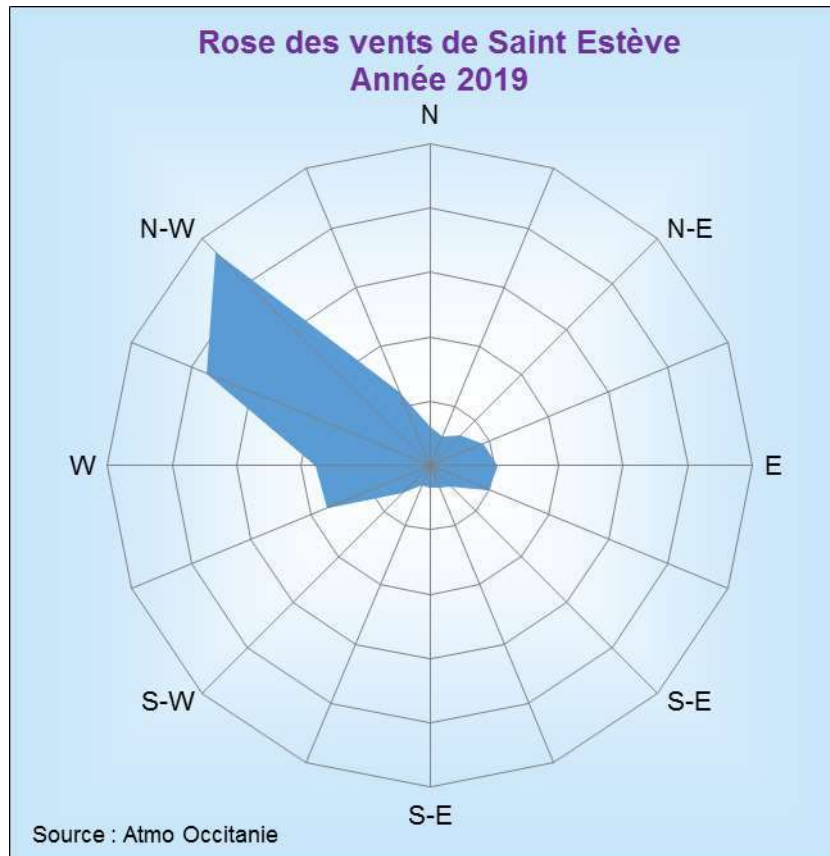 Rose des vents de Saint Estève
Année 2019
N
N-W
N-E
W
E
S-W
S-E
S-E
Source : Atmo Occitanie